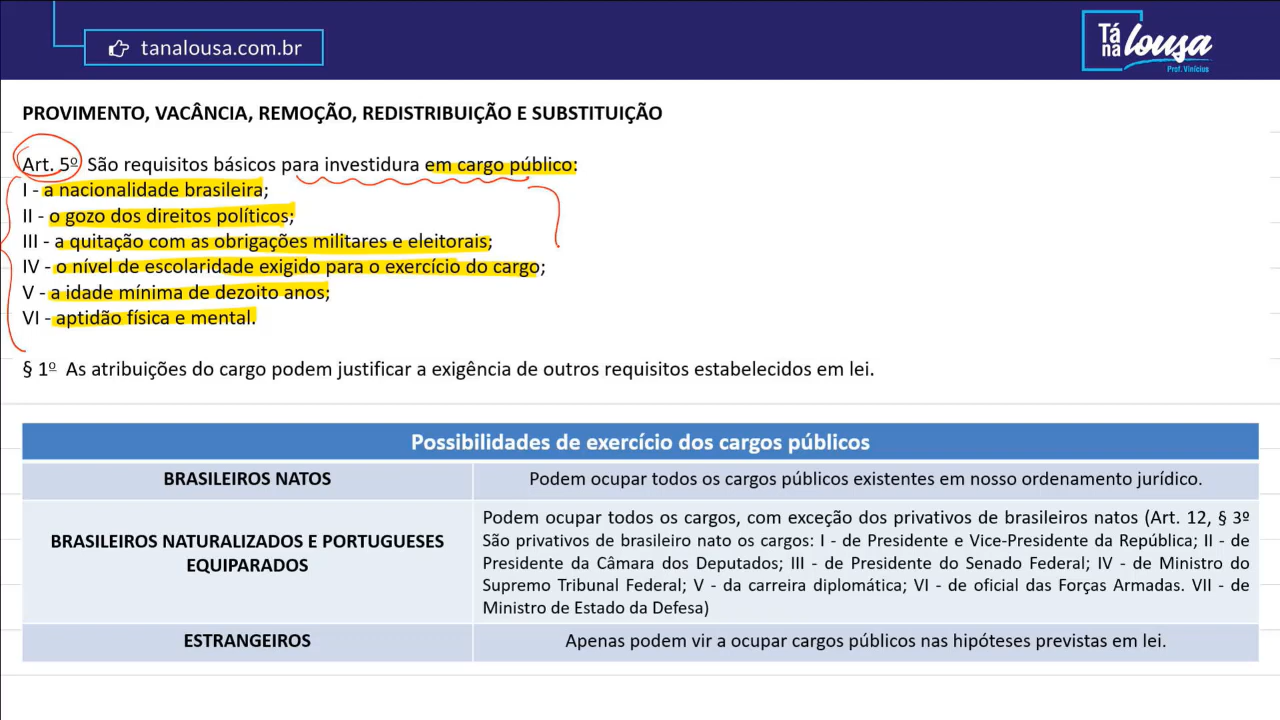 tanalousa.com.br
Tá
na lousa
Prof. Vinícius
PROVIMENTO, VACÂNCIA, REMOÇÃO, REDISTRIBUIÇÃO E SUBSTITUIÇÃO
Art. 5º São requisitos básicos para investidura em cargo público:
I - a nacionalidade brasileira;
II - o gozo dos direitos políticos;
III - a quitação com as obrigações militares e eleitorais;
IV - o nível de escolaridade exigido para o exercício do cargo;
V - a idade mínima de dezoito anos;
VI - aptidão física e mental.
§ 1º As atribuições do cargo podem justificar a exigência de outros requisitos estabelecidos em lei.
Possibilidades de exercício dos cargos públicos
BRASILEIROS NATOS
Podem ocupar todos os cargos públicos existentes em nosso ordenamento jurídico.
BRASILEIROS NATURALIZADOS E PORTUGUESES
EQUIPARADOS
Podem ocupar todos os cargos, com exceção dos privativos de brasileiros natos (Art. 12, § 3º
São privativos de brasileiro nato os cargos: I - de Presidente e Vice-Presidente da República; II - de
Presidente da Câmara dos Deputados; III - de Presidente do Senado Federal; IV - de Ministro do
Supremo Tribunal Federal; V - da carreira diplomática; VI - de oficial das Forças Armadas. VII - de
Ministro de Estado da Defesa)
ESTRANGEIROS
Apenas podem vir a ocupar cargos públicos nas hipóteses previstas em lei.